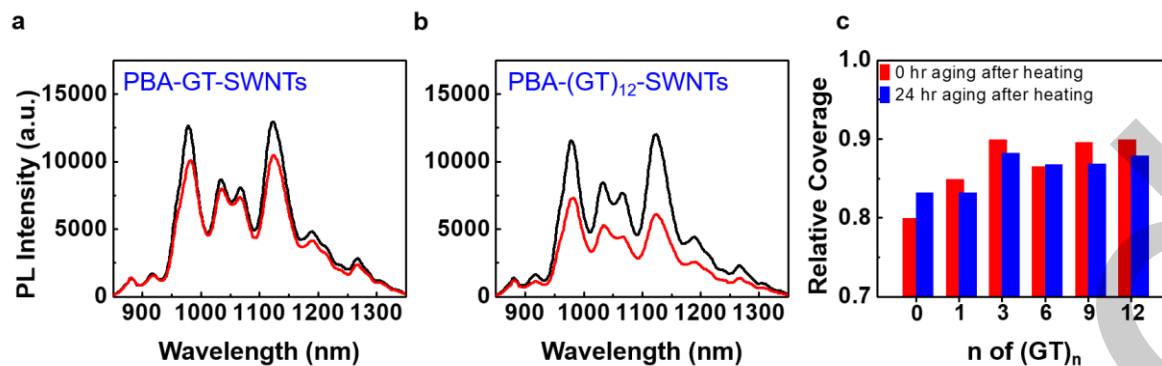 a
b
c
PBA-GT-SWNTs
PBA-(GT)12-SWNTs
0 hr aging after heating
24 hr aging after heating
PL Intensity (a.u.)
15000
10000
5000
0
900 1000 1100 1200 1300
Wavelength (nm)
15000
10000
5000
0
900 1000 1100 1200 1300
Wavelength (nm)
Relative Coverage
1.0
0.9
0.8
0.7
0 1 3 6 9 12
n of (GT)n